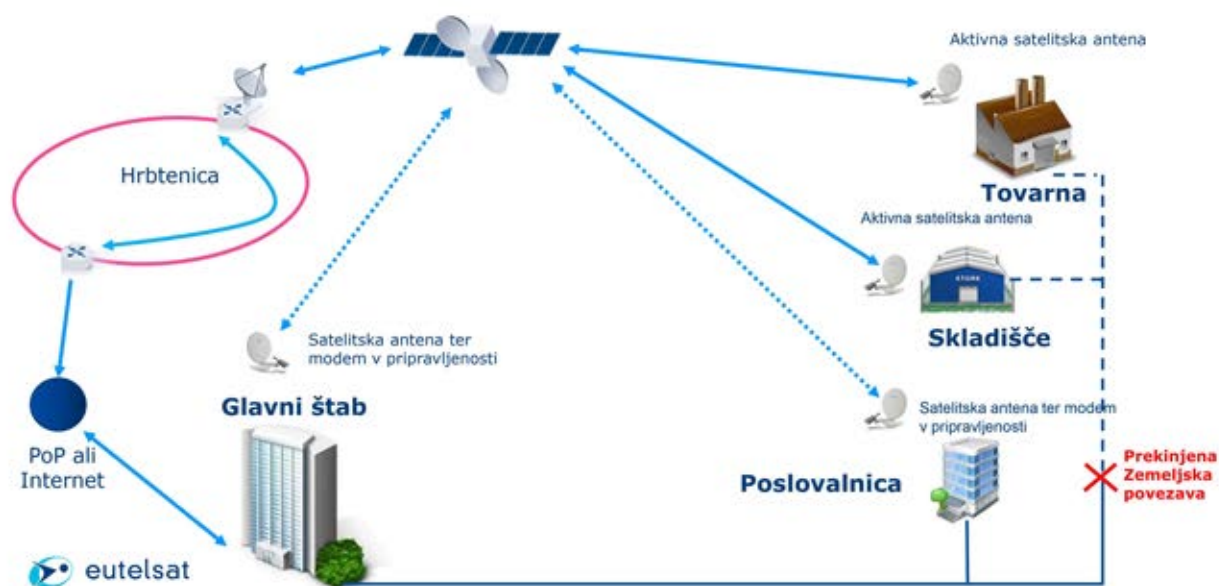 Aktivna satelitska antena
Tovarna
Hrbtenica
Aktivna satelitska antena
STORE
Skladišče
Satelitska antena ter
modem v pripravljenosti
Glavni štab
Satelitska antena ter modem
v pripravljenosti
PoP ali
Internet
Poslovalnica
Prekinjena
Zemeljska
povezava
eutelsat